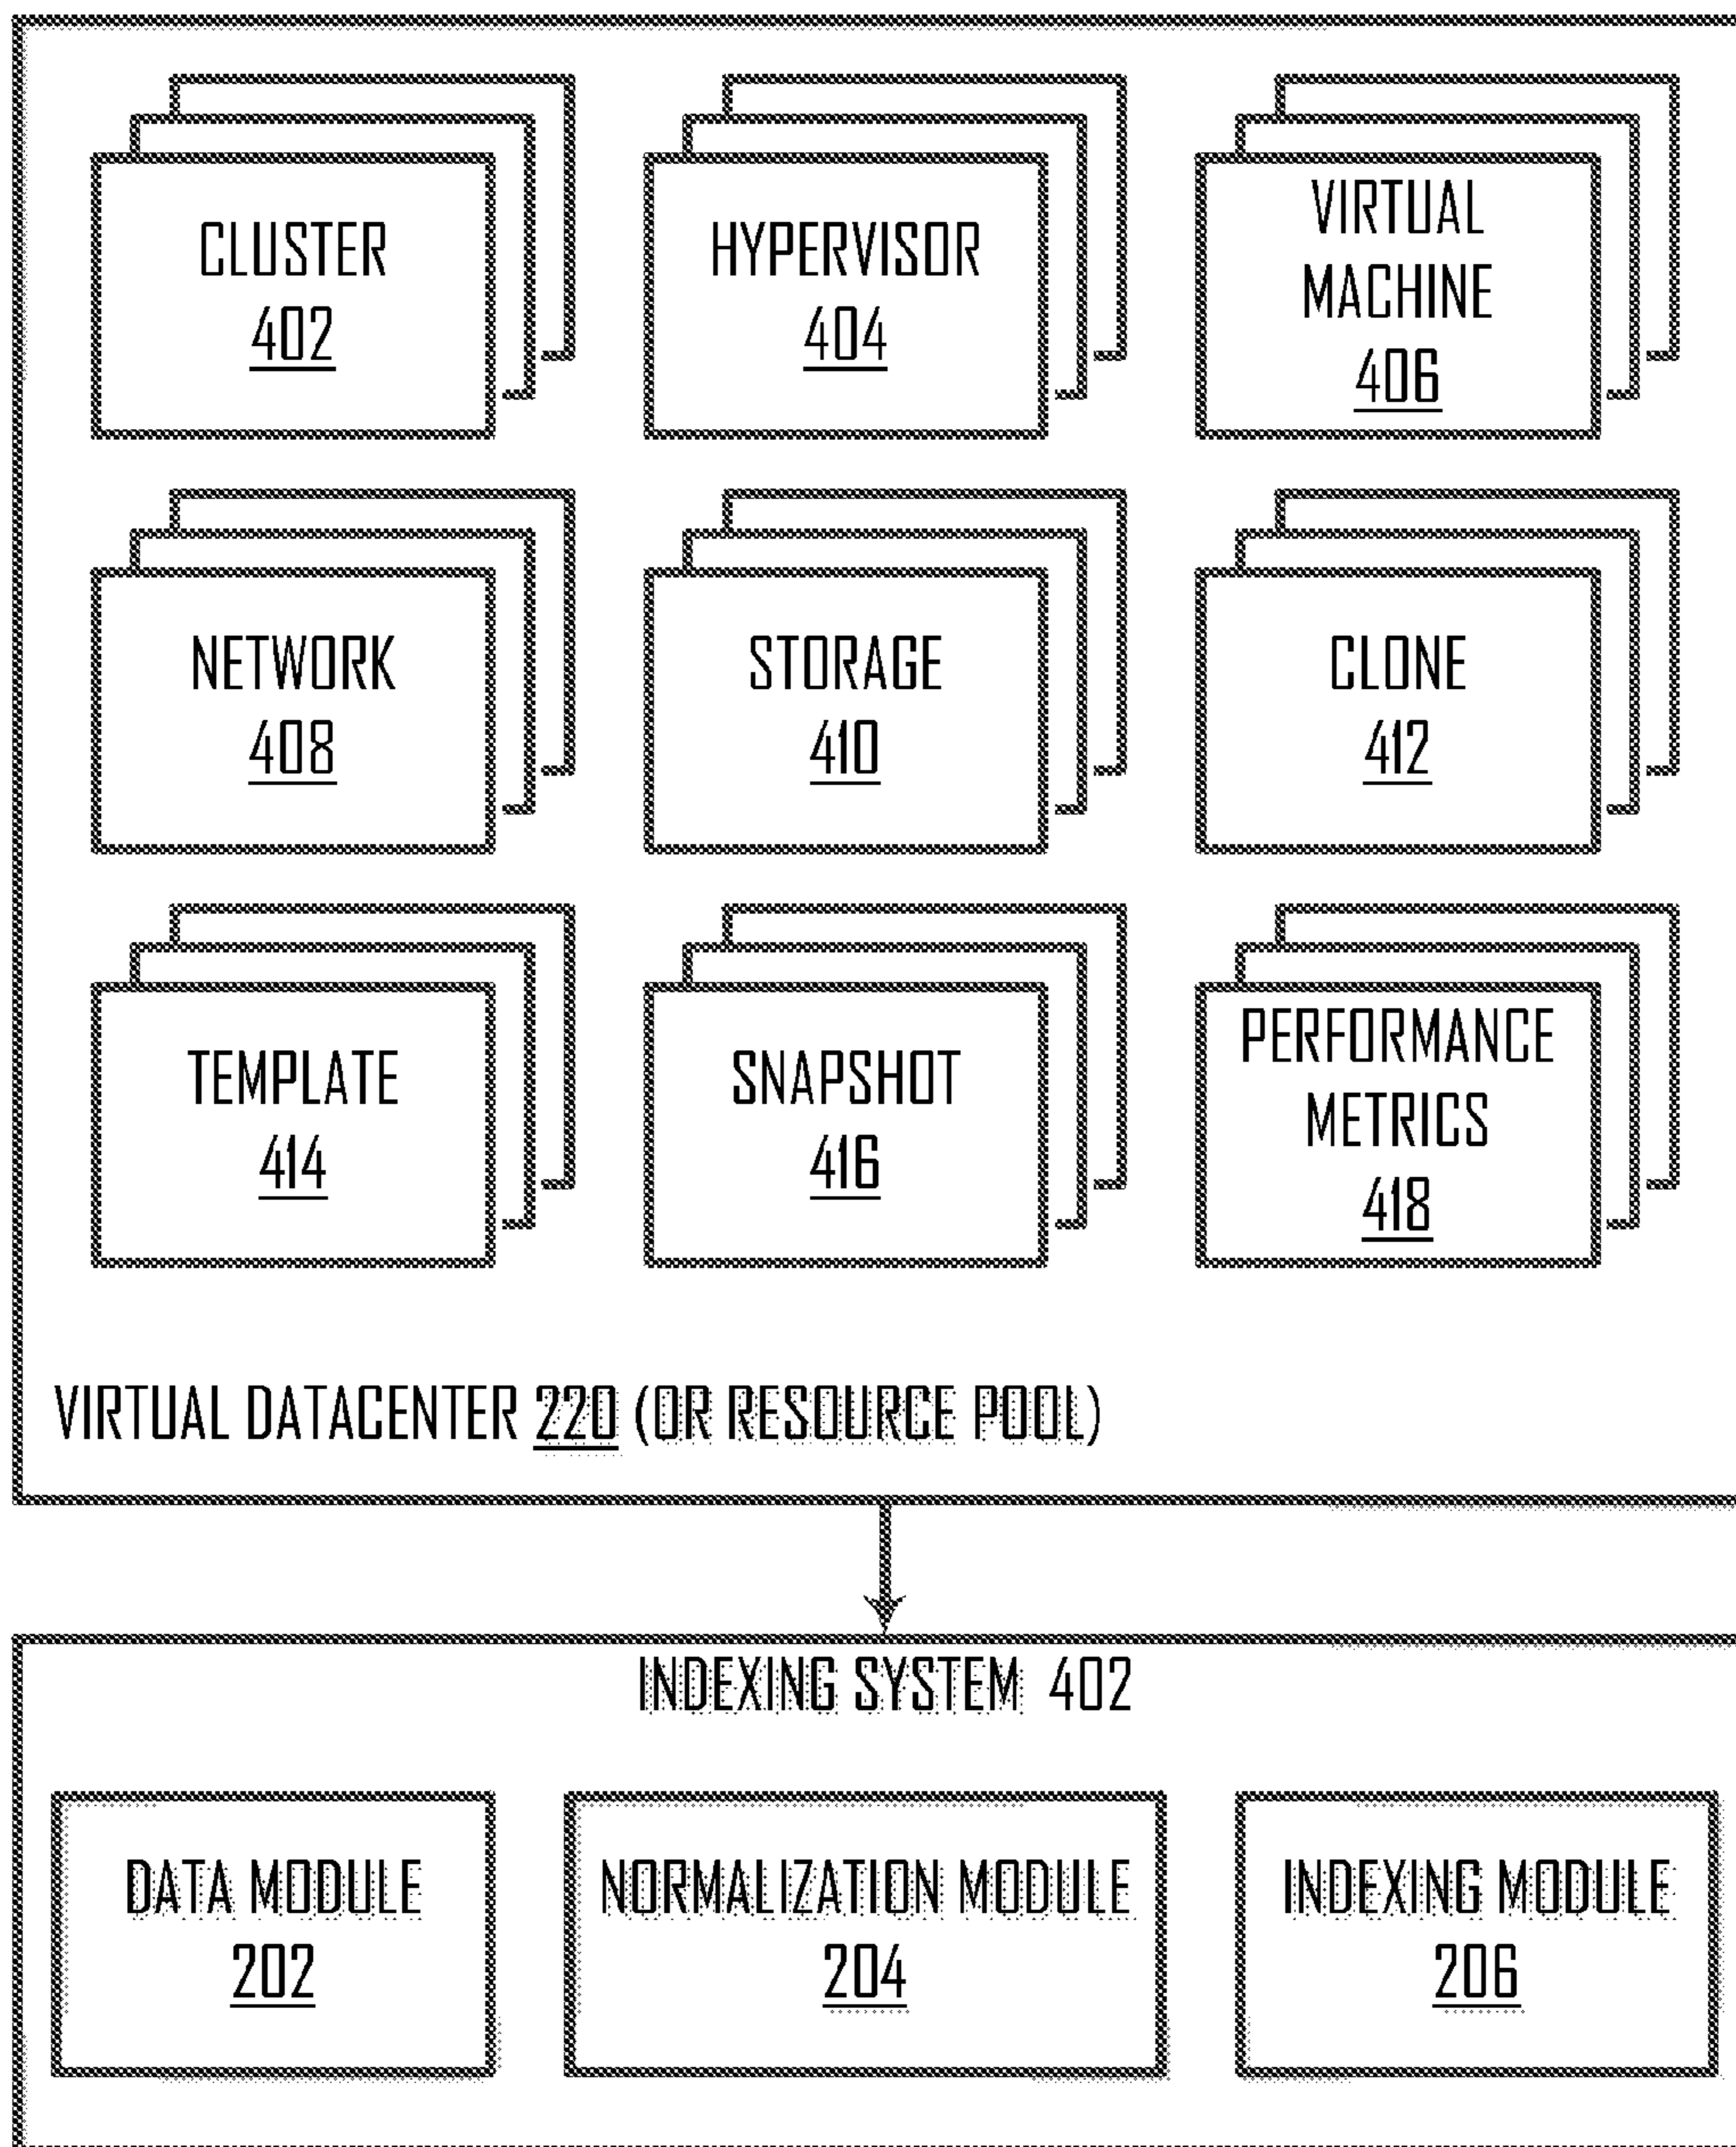 CLUSTER
402
HYPERVISOR
404
VIRTUAL
MACHINE
406
NETWORK
408
STORAGE
410
CLONE
412
TEMPLATE
414
SNAPSHOT
416
PERFORMANCE
METRICS
418
VIRTUAL DATACENTER 220 (OR RESOURCE POOL)
INDEXING SYSTEM 402
DATA MODULE
202
NORMALIZATION MODULE
204
INDEXING MODULE
206